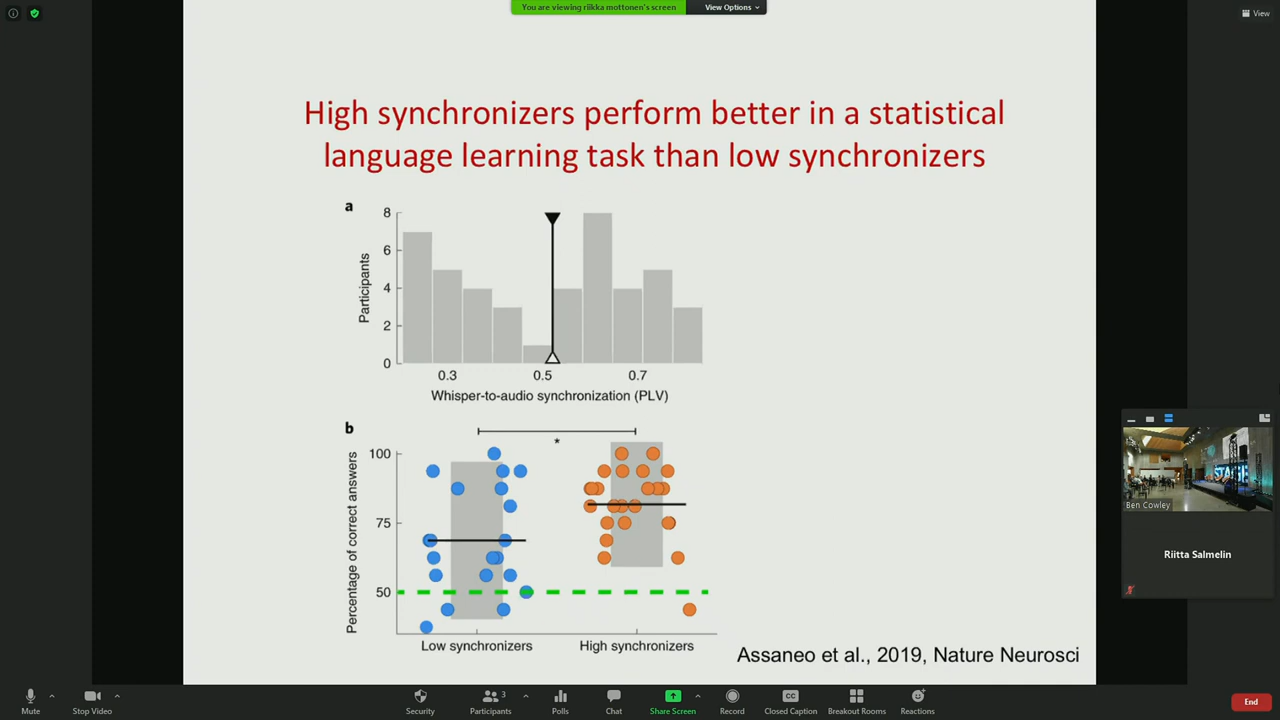 You are viewing riikka mottonen's screen
View Options
View
High synchronizers perform better in a statistical
language learning task than low synchronizers
a
8
6
4
2
0
Participants
0.3 0.5 0.7
Whisper-to-audio synchronization (PLV)
b
*
100
75
50
Percentage of correct answers
Low synchronizers High synchronizers
Assaneo et al., 2019, Nature Neurosci
Ben Cowley
Riitta Salmelin
Mute
Stop Video
Security
Participants 3
Polls
Chat
Share Screen
Record
CC
Closed Caption
Breakout Rooms
Reactions
End